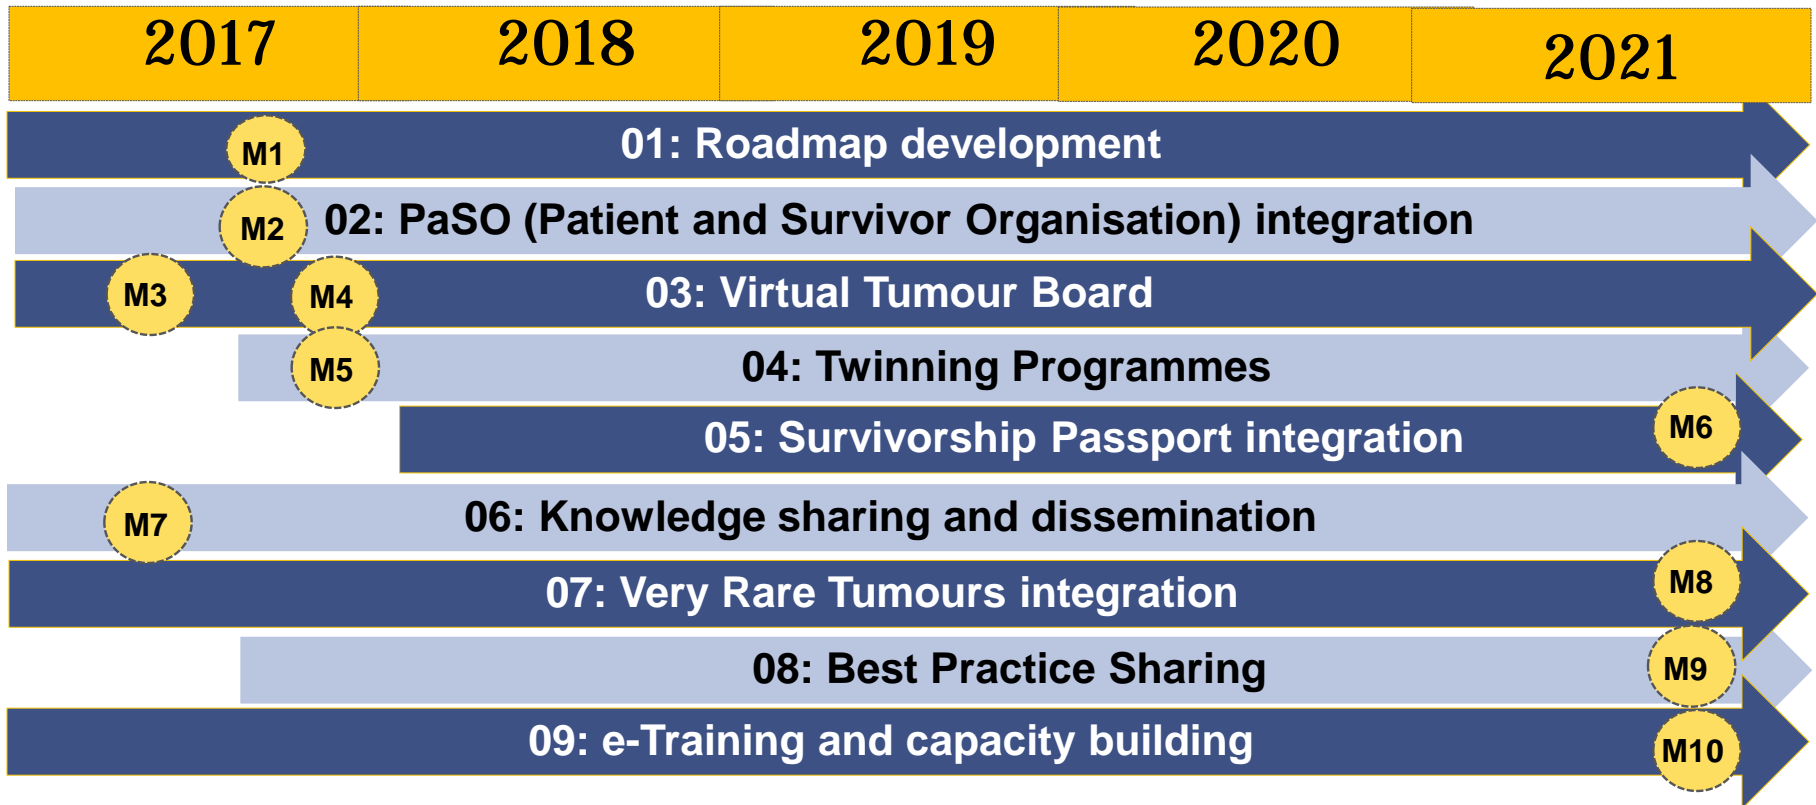 2017 2018 2019 2020 2021
M1 01: Roadmap development
M2 02: PaSO (Patient and Survivor Organisation) integration
M3 M4 03: Virtual Tumour Board
M5 04: Twinning Programmes
05: Survivorship Passport integration M6
M7 06: Knowledge sharing and dissemination
07: Very Rare Tumours integration M8
08: Best Practice Sharing M9
09: e-Training and capacity building M10